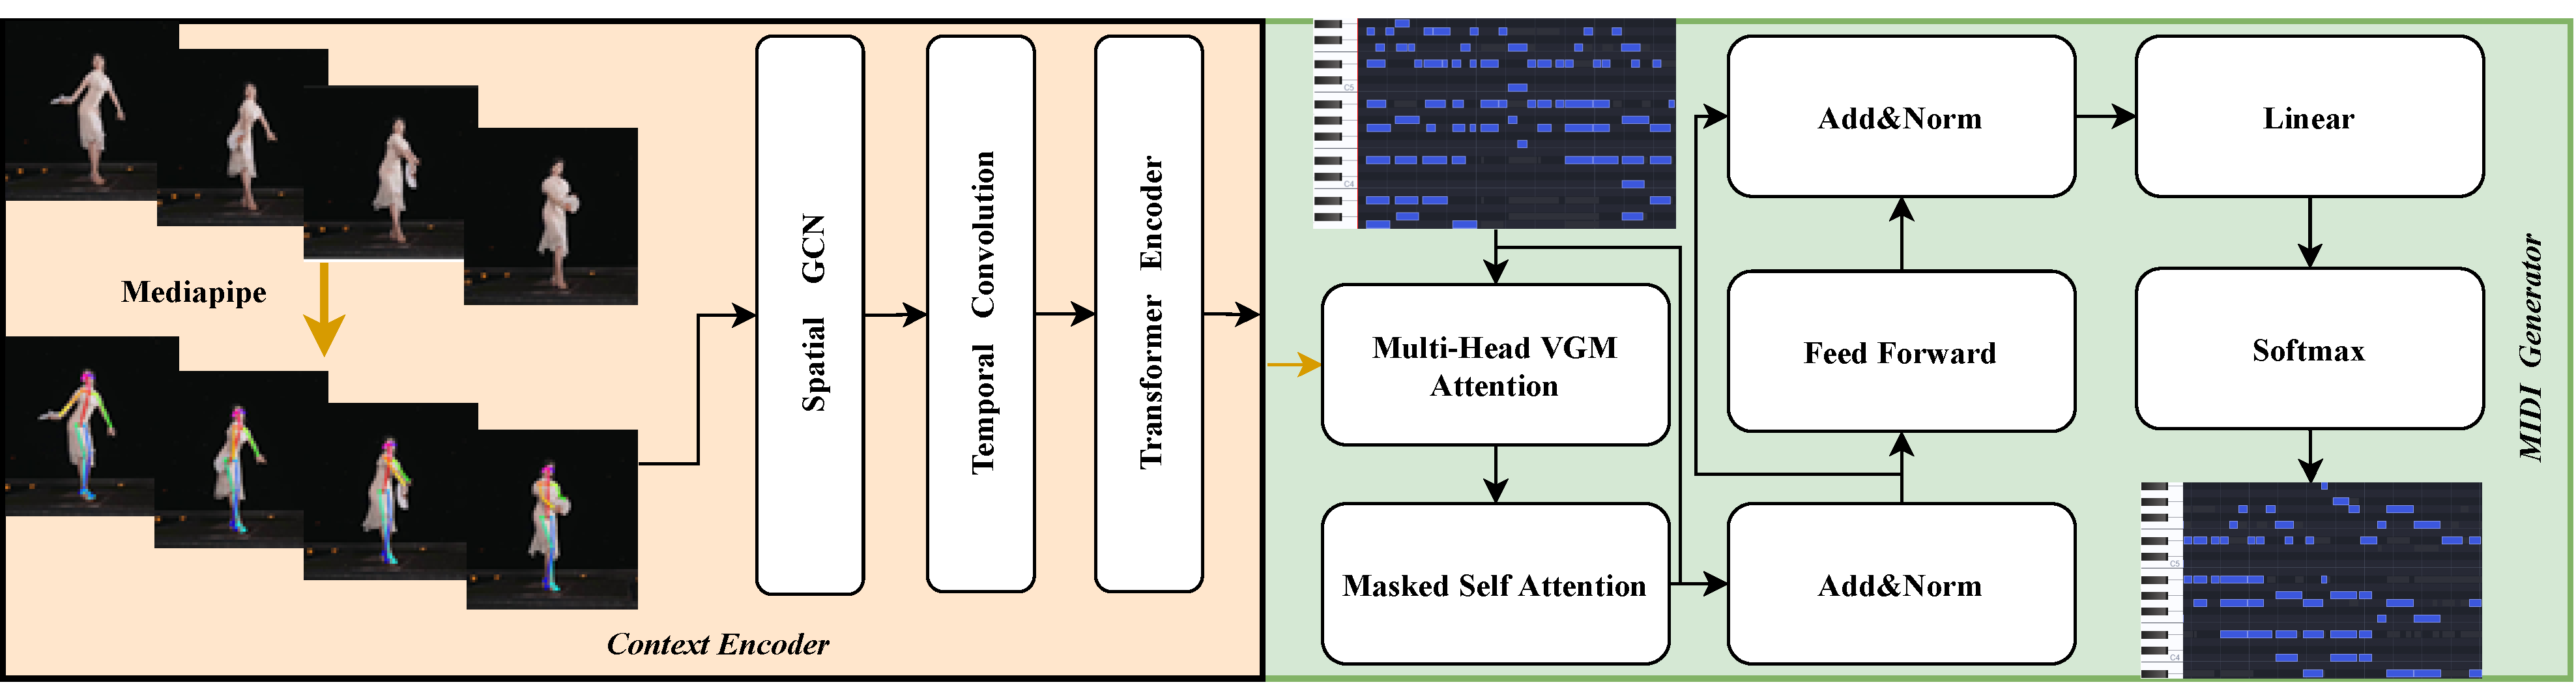 Mediapipe
Spatial GCN
Temporal Convolution
Transformer Encoder
Context Encoder
C5
C4
Multi-Head VGM
Attention
Masked Self Attention
Add&Norm
Feed Forward
Add&Norm
Linear
Softmax
C5
C4
MIDI Generator